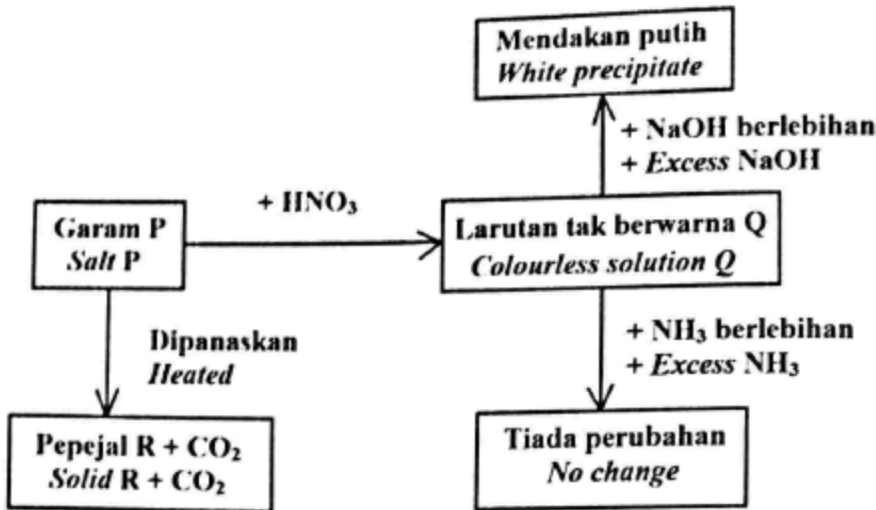 Mendakan putih
White precipitate
+ NaOH berlebihan
+ Excess NaOH
+ HNO₃
Garam P
Salt P
Larutan tak berwarna Q
Colourless solution Q
Dipanaskan
Heated
+ NH₃ berlebihan
+ Excess NH₃
Pepejal R + CO₂
Solid R + CO₂
Tiada perubahan
No change